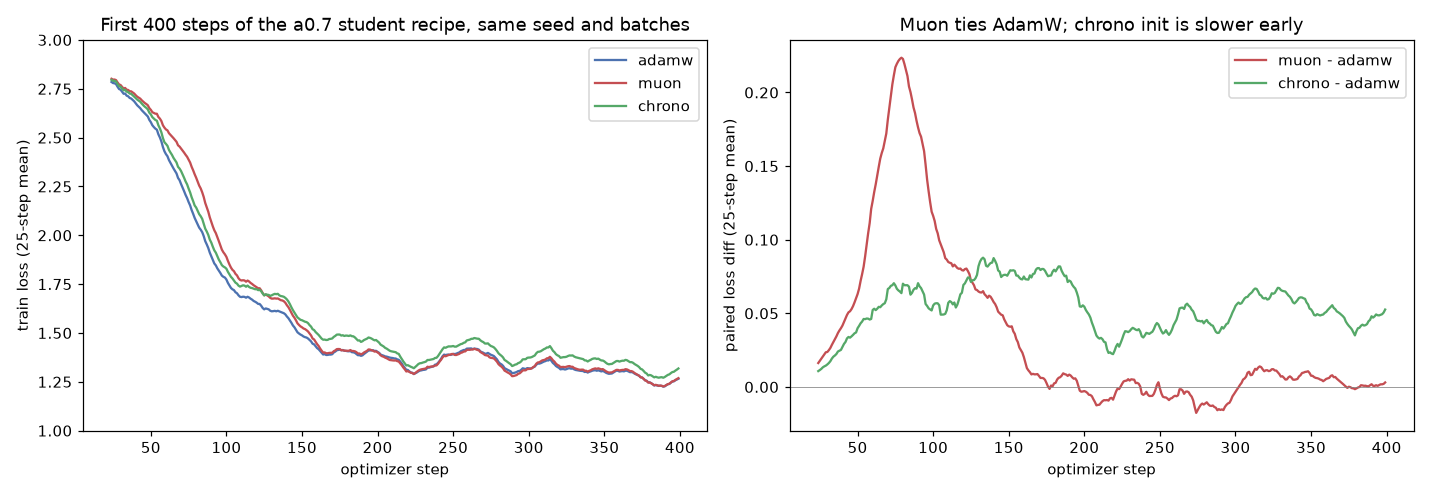 First 400 steps of the a0.7 student recipe, same seed and batches
train loss (25-step mean)
3.00
2.75
2.50
2.25
2.00
1.75
1.50
1.25
1.00
adamw
muon
chrono
50
100
150
200
250
300
350
400
optimizer step
Muon ties AdamW; chrono init is slower early
paired loss diff (25-step mean)
0.20
0.15
0.10
0.05
0.00
muon - adamw
chrono - adamw
50
100
150
200
250
300
350
400
optimizer step